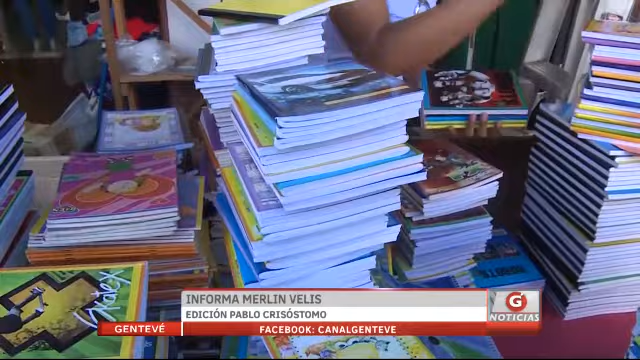 INFORMA MERLIN VELIS
EDICIÓN PABLO CRISÓSTOMO
GENTEVÉ
FACEBOOK: CANALGENTEVE
G
NOTICIAS